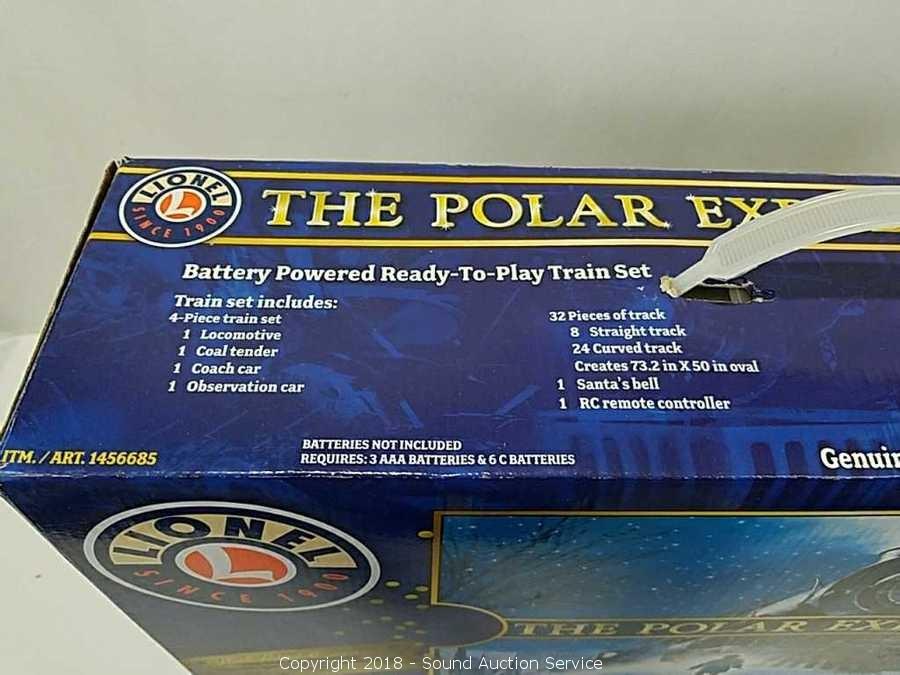 LIONEL
SINCE 1900
THE POLAR
Battery Powered Ready-To-Play Train Set
Train set includes:
4-Piece train set
1 Locomotive
1 Coal tender
1 Coach car
1 Observation car
32 Pieces of track
8 Straight track
24 Curved track
Creates 73.2 in X 50 in oval
1 Santa's bell
1 RC remote controller
ITM. / ART. 1456685
BATTERIES NOT INCLUDED
REQUIRES: 3 AAA BATTERIES & 6 C BATTERIES
LIONEL
SINCE 1900
THE POLAR
Copyright 2018 - Sound Auction Service